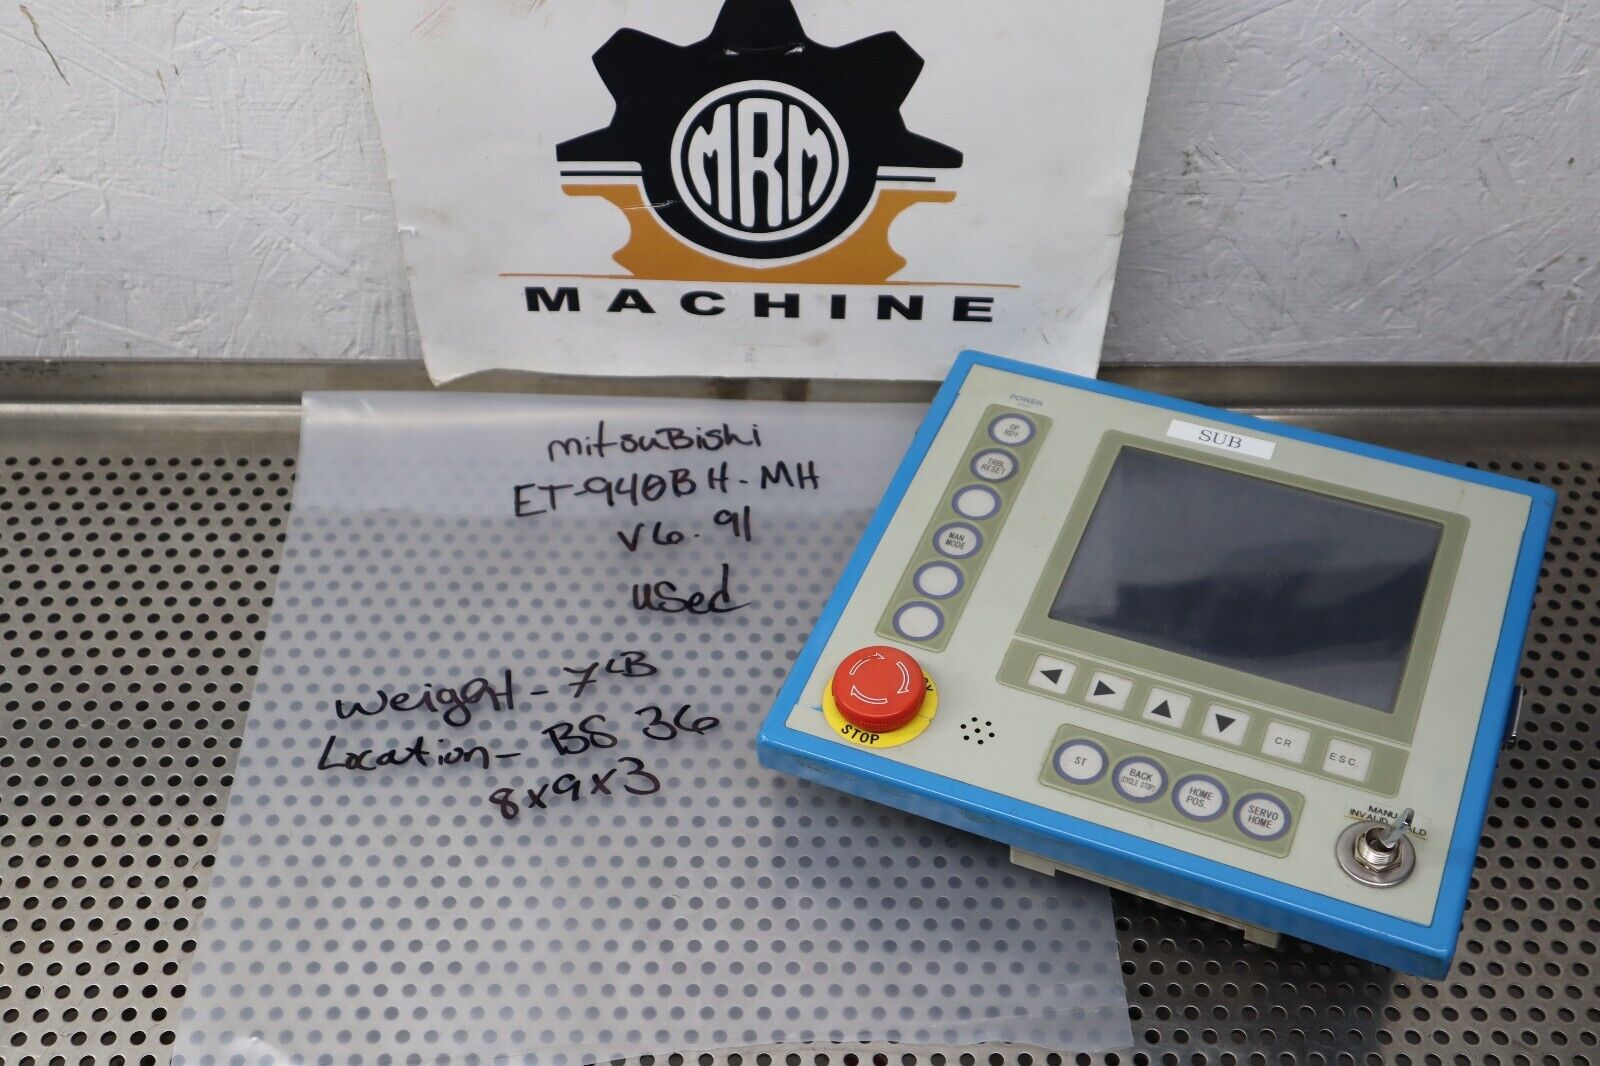 MRM
MACHINE
mitsuBishi
ET-940BH-MH
V6.91
used
Weight - 7LB
Location - BS 36
8x9x3
POWER
SUB
OP
RDY
TRBL
RESET
MAN
MODE
STOP
ST
BACK
(CYCLE STOP)
HOME
POS.
SERVO
HOME
CR
ESC
MANU
INVALID ALD